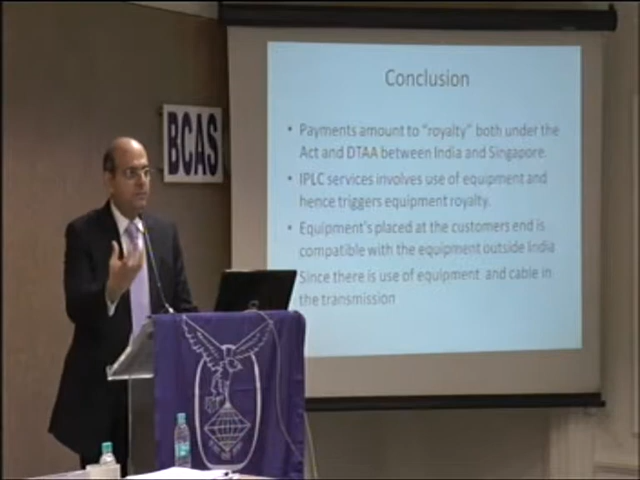 Conclusion
BCAS
• Payments amount to "royalty" both under the
Act and DTAA between India and Singapore.
• IPLC services involves use of equipment and
hence triggers equipment royalty.
• Equipment's placed at the customers end is
compatible with the equipment outside India
Since there is use of equipment and cable in
the transmission